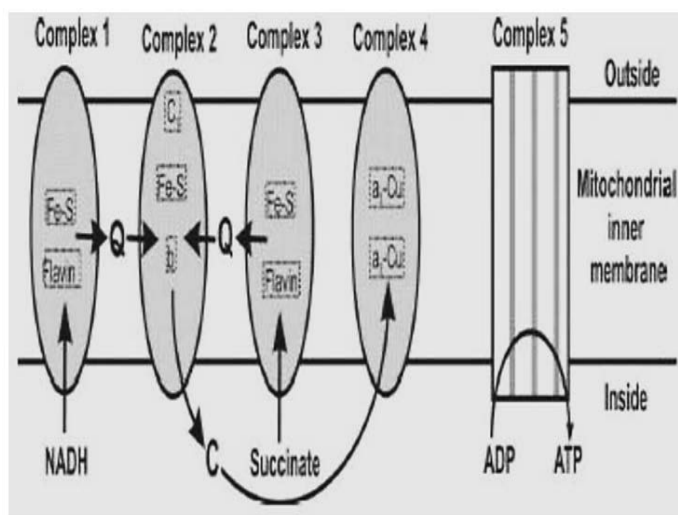 Complex 1
Complex 2
Complex 3
Complex 4
Complex 5
Outside
C
Fe-S
Fe-S
Fe-S
Q
Q
Flavin
Flavin
Mitochondrial
inner
membrane
Inside
NADH
C
Succinate
ADP
ATP